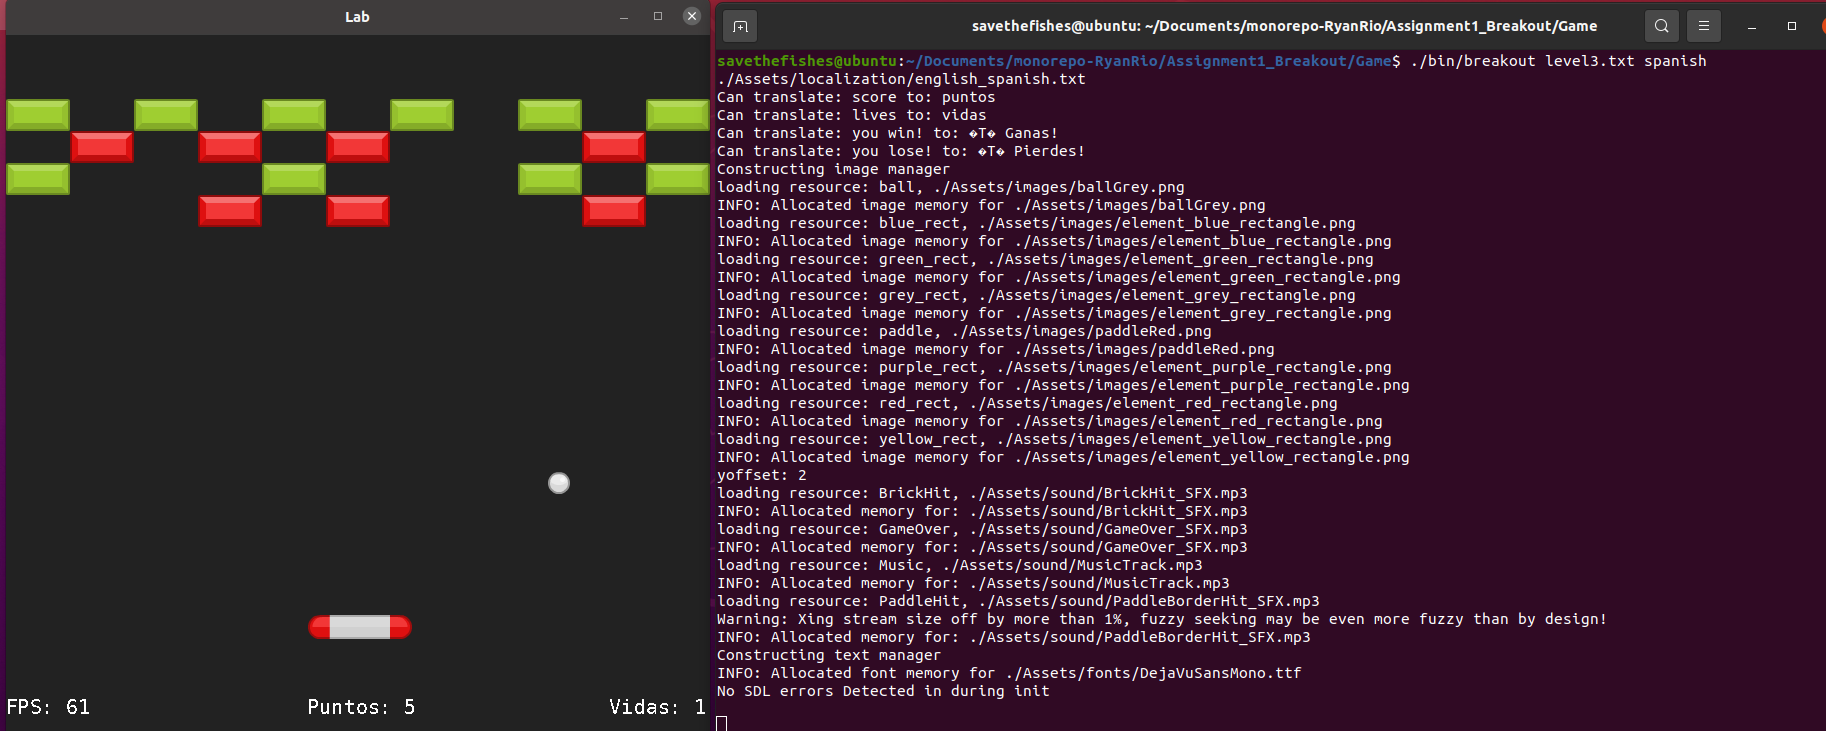 Lab
FPS: 61
Puntos: 5
Vidas: 1
savethefishes@ubuntu: ~/Documents/monorepo-RyanRio/Assignment1_Breakout/Game
savethefishes@ubuntu:~/Documents/monorepo-RyanRio/Assignment1_Breakout/Game$ ./bin/breakout level3.txt spanish
./Assets/localization/english_spanish.txt
Can translate: score to: puntos
Can translate: lives to: vidas
Can translate: you win! to: �T� Ganas!
Can translate: you lose! to: �T� Pierdes!
Constructing image manager
loading resource: ball, ./Assets/images/ballGrey.png
INFO: Allocated image memory for ./Assets/images/ballGrey.png
loading resource: blue_rect, ./Assets/images/element_blue_rectangle.png
INFO: Allocated image memory for ./Assets/images/element_blue_rectangle.png
loading resource: green_rect, ./Assets/images/element_green_rectangle.png
INFO: Allocated image memory for ./Assets/images/element_green_rectangle.png
loading resource: grey_rect, ./Assets/images/element_grey_rectangle.png
INFO: Allocated image memory for ./Assets/images/element_grey_rectangle.png
loading resource: paddle, ./Assets/images/paddleRed.png
INFO: Allocated image memory for ./Assets/images/paddleRed.png
loading resource: purple_rect, ./Assets/images/element_purple_rectangle.png
INFO: Allocated image memory for ./Assets/images/element_purple_rectangle.png
loading resource: red_rect, ./Assets/images/element_red_rectangle.png
INFO: Allocated image memory for ./Assets/images/element_red_rectangle.png
loading resource: yellow_rect, ./Assets/images/element_yellow_rectangle.png
INFO: Allocated image memory for ./Assets/images/element_yellow_rectangle.png
yoffset: 2
loading resource: BrickHit, ./Assets/sound/BrickHit_SFX.mp3
INFO: Allocated memory for: ./Assets/sound/BrickHit_SFX.mp3
loading resource: GameOver, ./Assets/sound/GameOver_SFX.mp3
INFO: Allocated memory for: ./Assets/sound/GameOver_SFX.mp3
loading resource: Music, ./Assets/sound/MusicTrack.mp3
INFO: Allocated memory for: ./Assets/sound/MusicTrack.mp3
loading resource: PaddleHit, ./Assets/sound/PaddleBorderHit_SFX.mp3
Warning: Xing stream size off by more than 1%, fuzzy seeking may be even more fuzzy than by design!
INFO: Allocated memory for: ./Assets/sound/PaddleBorderHit_SFX.mp3
Constructing text manager
INFO: Allocated font memory for ./Assets/fonts/DejaVuSansMono.ttf
No SDL errors Detected in during init